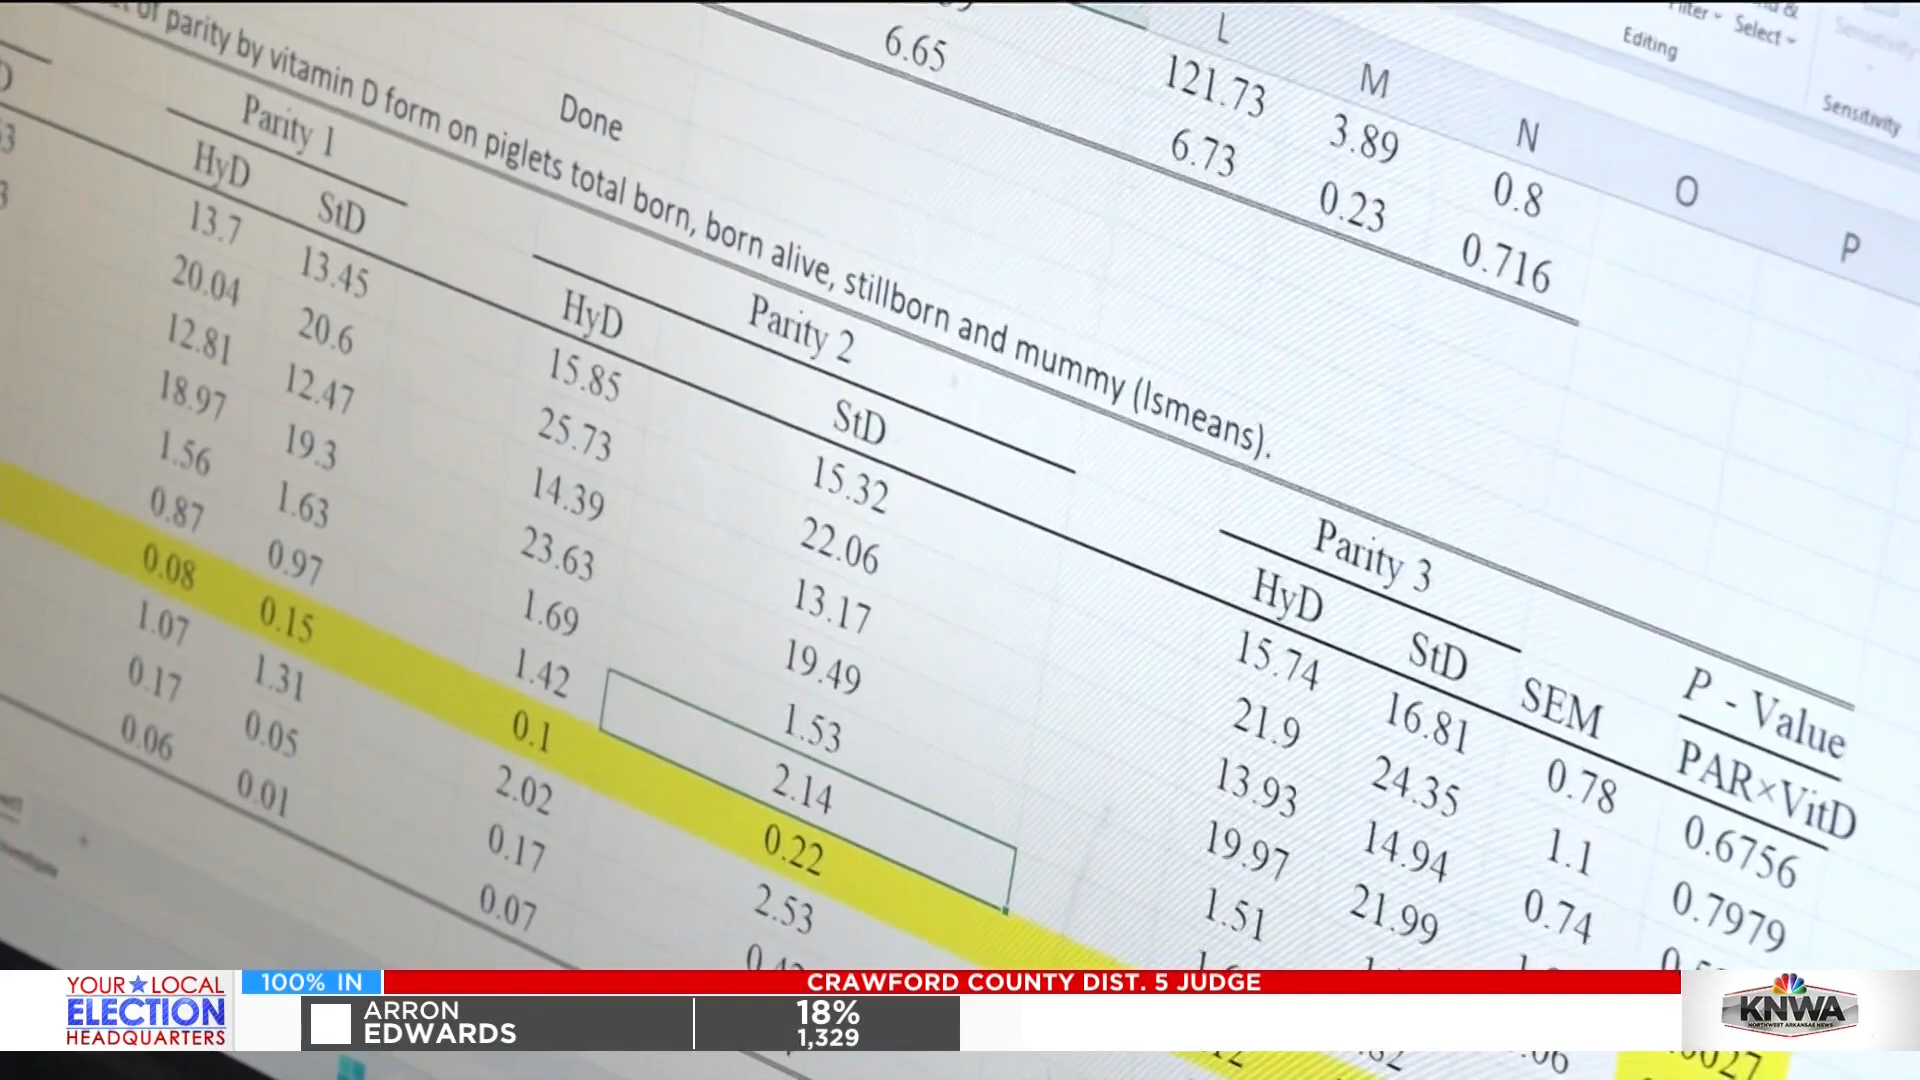 Filter Select
Editing
Sensitivity
Sensitivity
L M N O P
6.65 121.73 3.89 0.8
6.73 0.23 0.716
Done
of parity by vitamin D form on piglets total born, born alive, stillborn and mummy (lsmeans).
Parity 1 Parity 2 Parity 3 P - Value
HyD StD HyD StD HyD StD SEM PAR×VitD
13.7 13.45 15.85 15.32 15.74 16.81 0.78 0.6756
20.04 20.6 25.73 22.06 21.9 24.35 1.1 0.7979
12.81 12.47 14.39 13.17 13.93 14.94 0.74
18.97 19.3 23.63 19.49 19.97 21.99
1.56 1.63 1.69 1.53 1.51
0.87 0.97 1.42 2.14
0.08 0.15 0.1 0.22
1.07 1.31 2.02 2.53
0.17 0.05 0.17
0.06 0.01 0.07
YOUR LOCAL
ELECTION
HEADQUARTERS
100% IN
CRAWFORD COUNTY DIST. 5 JUDGE
ARRON
EDWARDS
18%
1,329
KNWA
NORTHWEST ARKANSAS NEWS